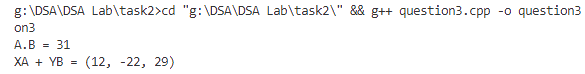 g:\DSA\DSA Lab\task2>cd "g:\DSA\DSA Lab\task2\" && g++ question3.cpp -o question3
on3
A.B = 31
XA + YB = (12, -22, 29)